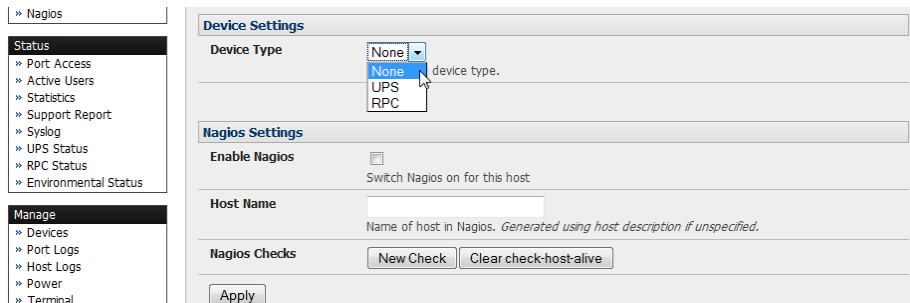 » Nagios
Status
» Port Access
» Active Users
» Statistics
» Support Report
» Syslog
» UPS Status
» RPC Status
» Environmental Status
Manage
» Devices
» Port Logs
» Host Logs
» Power
» Terminal
Device Settings
Device Type
None
None
device type.
UPS
RPC
Nagios Settings
Enable Nagios
Switch Nagios on for this host
Host Name
Name of host in Nagios. Generated using host description if unspecified.
Nagios Checks
New Check
Clear check-host-alive
Apply